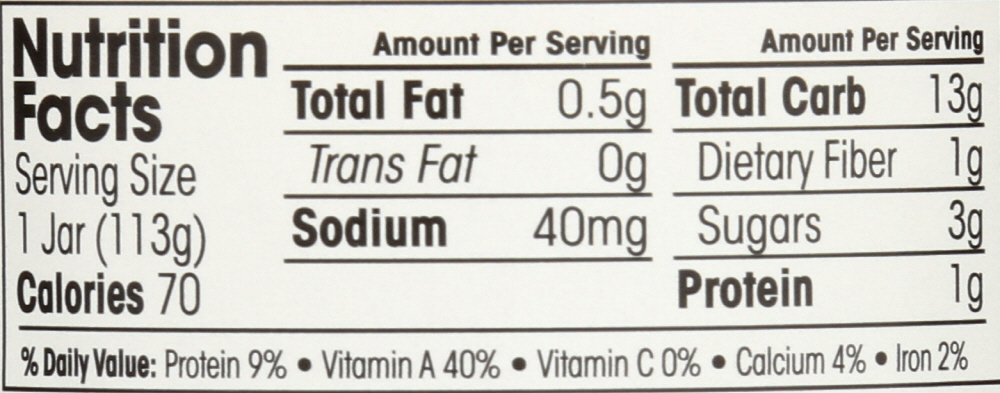 Nutrition
Facts
Serving Size
1 Jar (113g)
Calories 70
Amount Per Serving
Total Fat 0.5g
Trans Fat 0g
Sodium 40mg
Amount Per Serving
Total Carb 13g
Dietary Fiber 1g
Sugars 3g
Protein 1g
% Daily Value: Protein 9% • Vitamin A 40% • Vitamin C 0% • Calcium 4% • Iron 2%